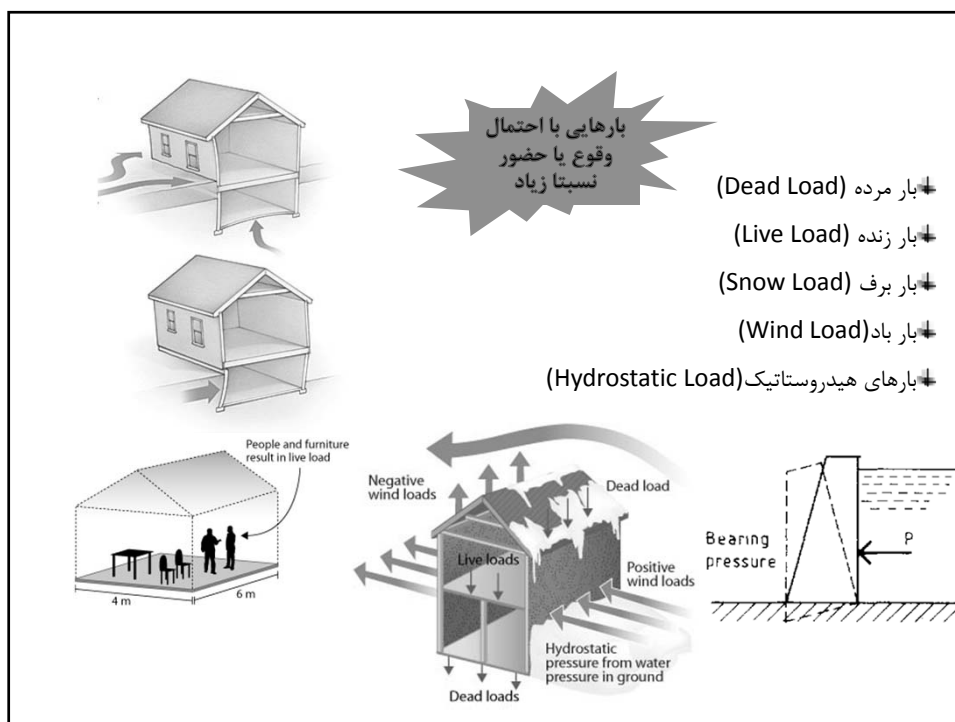 بارهایی با احتمال
وقوع یا حضور
نسبتا زیاد
بار مرده (Dead Load)
بار زنده (Live Load)
بار برف (Snow Load)
بار باد(Wind Load)
بارهای هیدروستاتیک(Hydrostatic Load)
People and furniture
result in live load
4 m
6 m
Negative
wind loads
Dead load
Live loads
Positive
wind loads
Hydrostatic
pressure from water
pressure in ground
Dead loads
Bearing
pressure
P